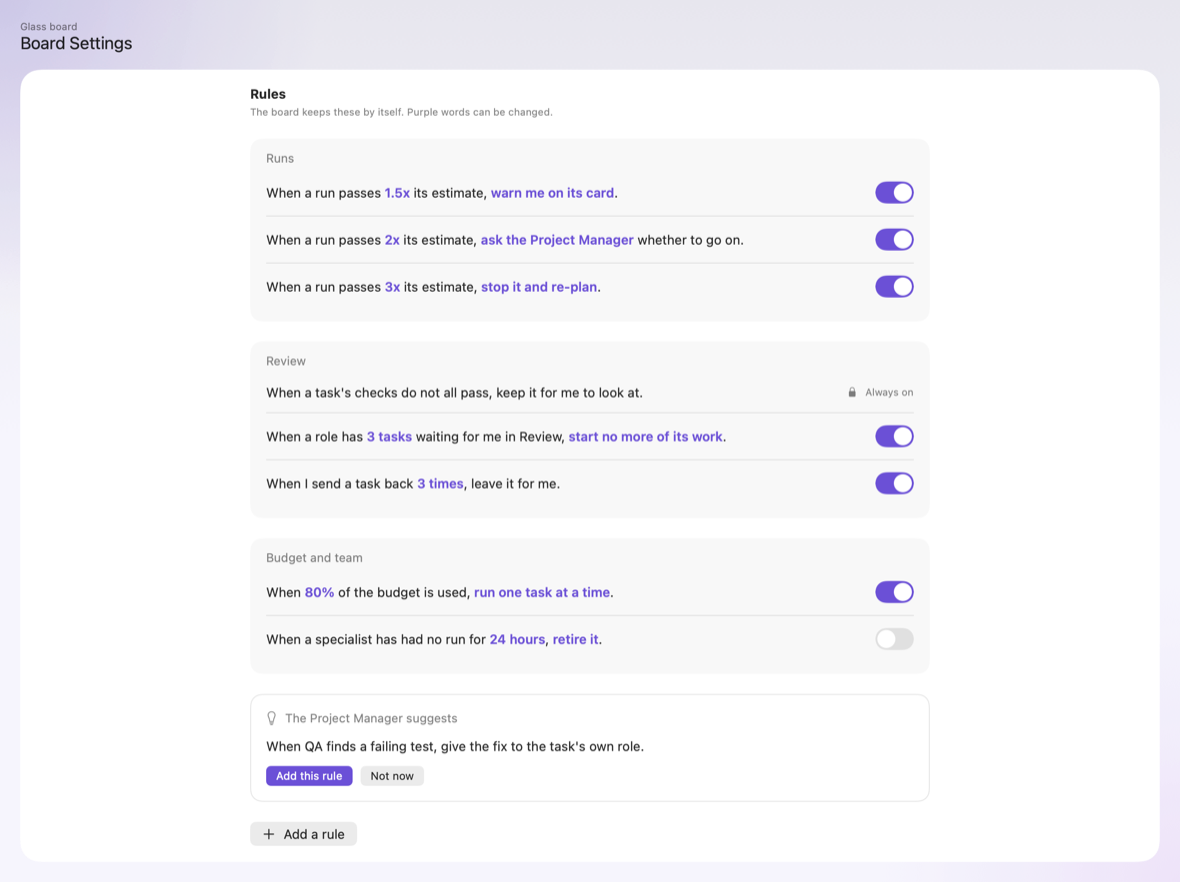 Glass board
Board Settings
Rules
The board keeps these by itself. Purple words can be changed.
Runs
When a run passes 1.5x its estimate, warn me on its card.
When a run passes 2x its estimate, ask the Project Manager whether to go on.
When a run passes 3x its estimate, stop it and re-plan.
Review
When a task's checks do not all pass, keep it for me to look at.
Always on
When a role has 3 tasks waiting for me in Review, start no more of its work.
When I send a task back 3 times, leave it for me.
Budget and team
When 80% of the budget is used, run one task at a time.
When a specialist has had no run for 24 hours, retire it.
The Project Manager suggests
When QA finds a failing test, give the fix to the task's own role.
Add this rule
Not now
Add a rule